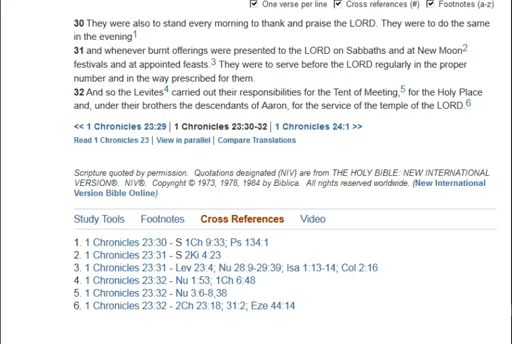 One verse per line Cross references (#) Footnotes (a-z)
30 They were also to stand every morning to thank and praise the LORD. They were to do the same
in the evening1
31 and whenever burnt offerings were presented to the LORD on Sabbaths and at New Moon2
festivals and at appointed feasts.3 They were to serve before the LORD regularly in the proper
number and in the way prescribed for them.
32 And so the Levites4 carried out their responsibilities for the Tent of Meeting,5 for the Holy Place
and, under their brothers the descendants of Aaron, for the service of the temple of the LORD.6
<< 1 Chronicles 23:29 | 1 Chronicles 23:30-32 | 1 Chronicles 24:1 >>
Read 1 Chronicles 23 | View in parallel | Compare Translations
Scripture quoted by permission. Quotations designated (NIV) are from THE HOLY BIBLE: NEW INTERNATIONAL
VERSION®. NIV®. Copyright © 1973, 1978, 1984 by Biblica. All rights reserved worldwide. (New International
Version Bible Online)
Study Tools Footnotes Cross References Video
1. 1 Chronicles 23:30 - S 1Ch 9:33; Ps 134:1
2. 1 Chronicles 23:31 - S 2Ki 4:23
3. 1 Chronicles 23:31 - Lev 23:4; Nu 28:9-29:39; Isa 1:13-14; Col 2:16
4. 1 Chronicles 23:32 - Nu 1:53; 1Ch 6:48
5. 1 Chronicles 23:32 - Nu 3:6-8,38
6. 1 Chronicles 23:32 - 2Ch 23:18; 31:2; Eze 44:14